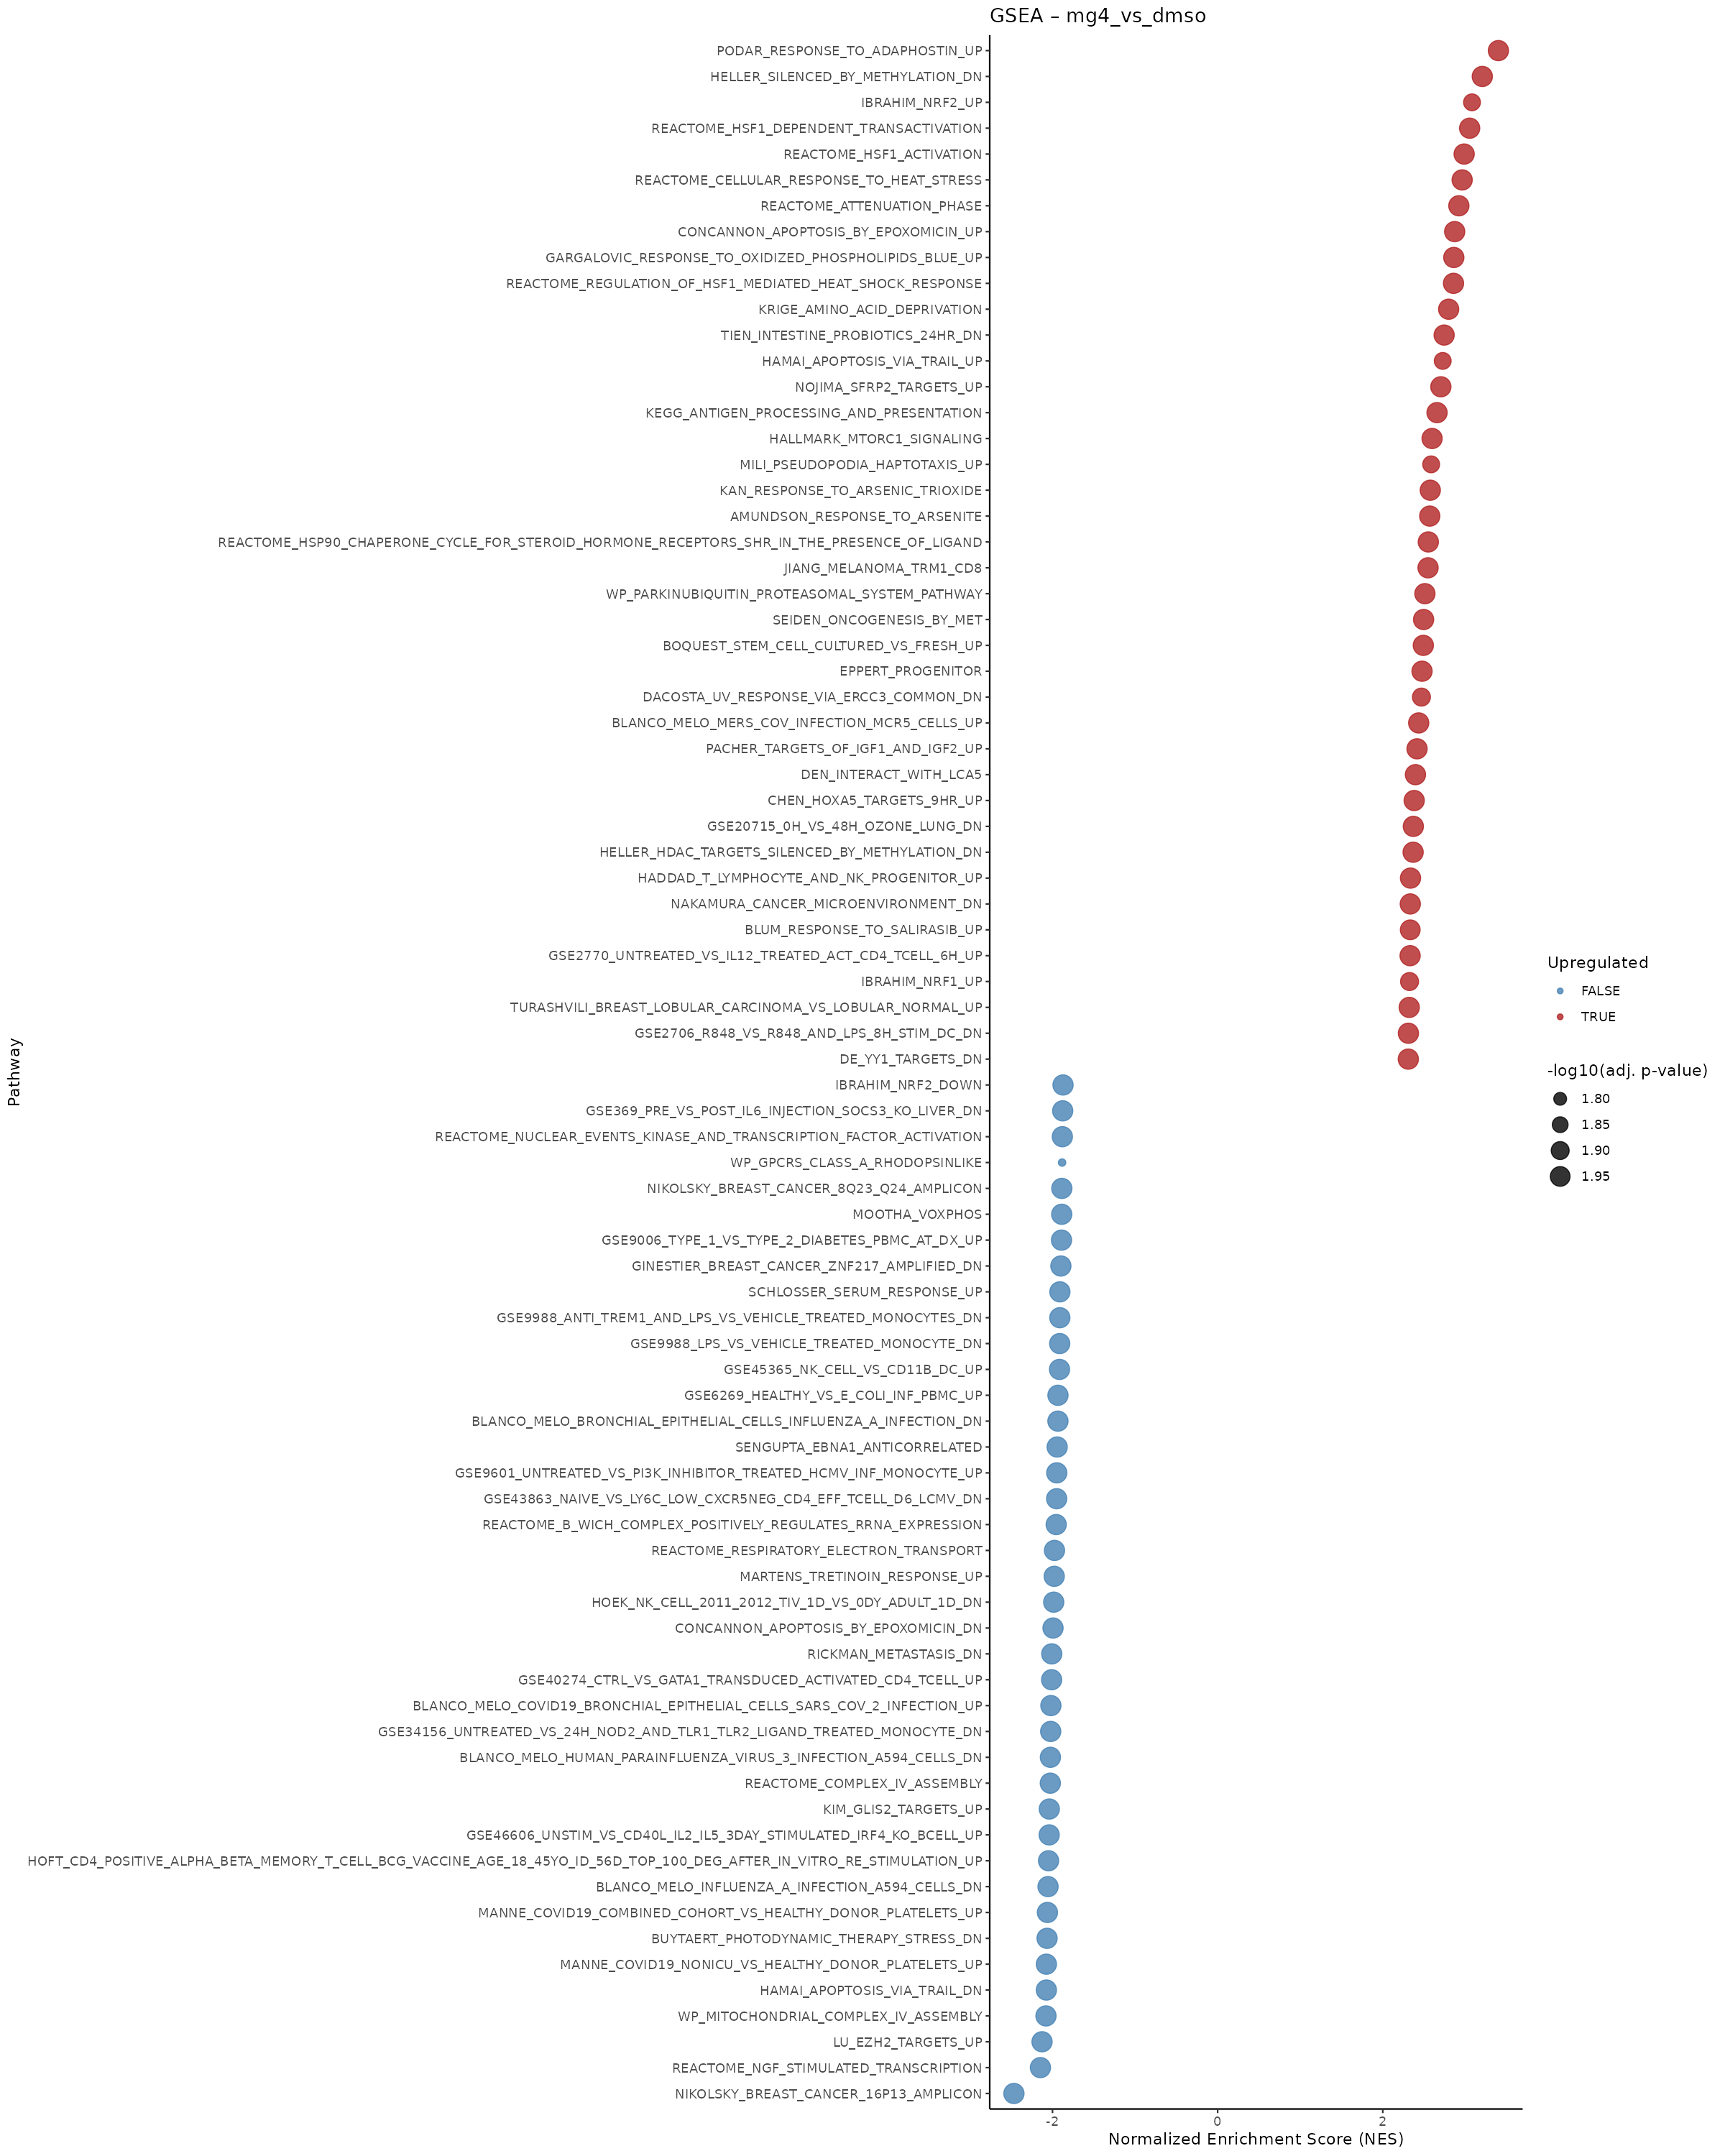 GSEA – mg4_vs_dmso
PODAR_RESPONSE_TO_ADAPHOSTIN_UP
HELLER_SILENCED_BY_METHYLATION_DN
IBRAHIM_NRF2_UP
REACTOME_HSF1_DEPENDENT_TRANSACTIVATION
REACTOME_HSF1_ACTIVATION
REACTOME_CELLULAR_RESPONSE_TO_HEAT_STRESS
REACTOME_ATTENUATION_PHASE
CONCANNON_APOPTOSIS_BY_EPOXOMICIN_UP
GARGALOVIC_RESPONSE_TO_OXIDIZED_PHOSPHOLIPIDS_BLUE_UP
REACTOME_REGULATION_OF_HSF1_MEDIATED_HEAT_SHOCK_RESPONSE
KRIGE_AMINO_ACID_DEPRIVATION
TIEN_INTESTINE_PROBIOTICS_24HR_DN
HAMAI_APOPTOSIS_VIA_TRAIL_UP
NOJIMA_SFRP2_TARGETS_UP
KEGG_ANTIGEN_PROCESSING_AND_PRESENTATION
HALLMARK_MTORC1_SIGNALING
MILI_PSEUDOPODIA_HAPTOTAXIS_UP
KAN_RESPONSE_TO_ARSENIC_TRIOXIDE
AMUNDSON_RESPONSE_TO_ARSENITE
REACTOME_HSP90_CHAPERONE_CYCLE_FOR_STEROID_HORMONE_RECEPTORS_SHR_IN_THE_PRESENCE_OF_LIGAND
JIANG_MELANOMA_TRM1_CD8
WP_PARKINUBIQUITIN_PROTEASOMAL_SYSTEM_PATHWAY
SEIDEN_ONCOGENESIS_BY_MET
BOQUEST_STEM_CELL_CULTURED_VS_FRESH_UP
EPPERT_PROGENITOR
DACOSTA_UV_RESPONSE_VIA_ERCC3_COMMON_DN
BLANCO_MELO_MERS_COV_INFECTION_MCR5_CELLS_UP
PACHER_TARGETS_OF_IGF1_AND_IGF2_UP
DEN_INTERACT_WITH_LCA5
CHEN_HOXA5_TARGETS_9HR_UP
GSE20715_0H_VS_48H_OZONE_LUNG_DN
HELLER_HDAC_TARGETS_SILENCED_BY_METHYLATION_DN
HADDAD_T_LYMPHOCYTE_AND_NK_PROGENITOR_UP
NAKAMURA_CANCER_MICROENVIRONMENT_DN
BLUM_RESPONSE_TO_SALIRASIB_UP
GSE2770_UNTREATED_VS_IL12_TREATED_ACT_CD4_TCELL_6H_UP
IBRAHIM_NRF1_UP
TURASHVILI_BREAST_LOBULAR_CARCINOMA_VS_LOBULAR_NORMAL_UP
GSE2706_R848_VS_R848_AND_LPS_8H_STIM_DC_DN
DE_YY1_TARGETS_DN
IBRAHIM_NRF2_DOWN
GSE369_PRE_VS_POST_IL6_INJECTION_SOCS3_KO_LIVER_DN
REACTOME_NUCLEAR_EVENTS_KINASE_AND_TRANSCRIPTION_FACTOR_ACTIVATION
WP_GPCRS_CLASS_A_RHODOPSINLIKE
NIKOLSKY_BREAST_CANCER_8Q23_Q24_AMPLICON
MOOTHA_VOXPHOS
GSE9006_TYPE_1_VS_TYPE_2_DIABETES_PBMC_AT_DX_UP
GINESTIER_BREAST_CANCER_ZNF217_AMPLIFIED_DN
SCHLOSSER_SERUM_RESPONSE_UP
GSE9988_ANTI_TREM1_AND_LPS_VS_VEHICLE_TREATED_MONOCYTES_DN
GSE9988_LPS_VS_VEHICLE_TREATED_MONOCYTE_DN
GSE45365_NK_CELL_VS_CD11B_DC_UP
GSE6269_HEALTHY_VS_E_COLI_INF_PBMC_UP
BLANCO_MELO_BRONCHIAL_EPITHELIAL_CELLS_INFLUENZA_A_INFECTION_DN
SENGUPTA_EBNA1_ANTICORRELATED
GSE9601_UNTREATED_VS_PI3K_INHIBITOR_TREATED_HCMV_INF_MONOCYTE_UP
GSE43863_NAIVE_VS_LY6C_LOW_CXCR5NEG_CD4_EFF_TCELL_D6_LCMV_DN
REACTOME_B_WICH_COMPLEX_POSITIVELY_REGULATES_RRNA_EXPRESSION
REACTOME_RESPIRATORY_ELECTRON_TRANSPORT
MARTENS_TRETINOIN_RESPONSE_UP
HOEK_NK_CELL_2011_2012_TIV_1D_VS_0DY_ADULT_1D_DN
CONCANNON_APOPTOSIS_BY_EPOXOMICIN_DN
RICKMAN_METASTASIS_DN
GSE40274_CTRL_VS_GATA1_TRANSDUCED_ACTIVATED_CD4_TCELL_UP
BLANCO_MELO_COVID19_BRONCHIAL_EPITHELIAL_CELLS_SARS_COV_2_INFECTION_UP
GSE34156_UNTREATED_VS_24H_NOD2_AND_TLR1_TLR2_LIGAND_TREATED_MONOCYTE_DN
BLANCO_MELO_HUMAN_PARAINFLUENZA_VIRUS_3_INFECTION_A594_CELLS_DN
REACTOME_COMPLEX_IV_ASSEMBLY
KIM_GLIS2_TARGETS_UP
GSE46606_UNSTIM_VS_CD40L_IL2_IL5_3DAY_STIMULATED_IRF4_KO_BCELL_UP
HOFT_CD4_POSITIVE_ALPHA_BETA_MEMORY_T_CELL_BCG_VACCINE_AGE_18_45YO_ID_56D_TOP_100_DEG_AFTER_IN_VITRO_RE_STIMULATION_UP
BLANCO_MELO_INFLUENZA_A_INFECTION_A594_CELLS_DN
MANNE_COVID19_COMBINED_COHORT_VS_HEALTHY_DONOR_PLATELETS_UP
BUYTAERT_PHOTODYNAMIC_THERAPY_STRESS_DN
MANNE_COVID19_NONICU_VS_HEALTHY_DONOR_PLATELETS_UP
HAMAI_APOPTOSIS_VIA_TRAIL_DN
WP_MITOCHONDRIAL_COMPLEX_IV_ASSEMBLY
LU_EZH2_TARGETS_UP
REACTOME_NGF_STIMULATED_TRANSCRIPTION
NIKOLSKY_BREAST_CANCER_16P13_AMPLICON
Pathway
-2 0 2
Normalized Enrichment Score (NES)
Upregulated
FALSE
TRUE
-log10(adj. p-value)
1.80
1.85
1.90
1.95